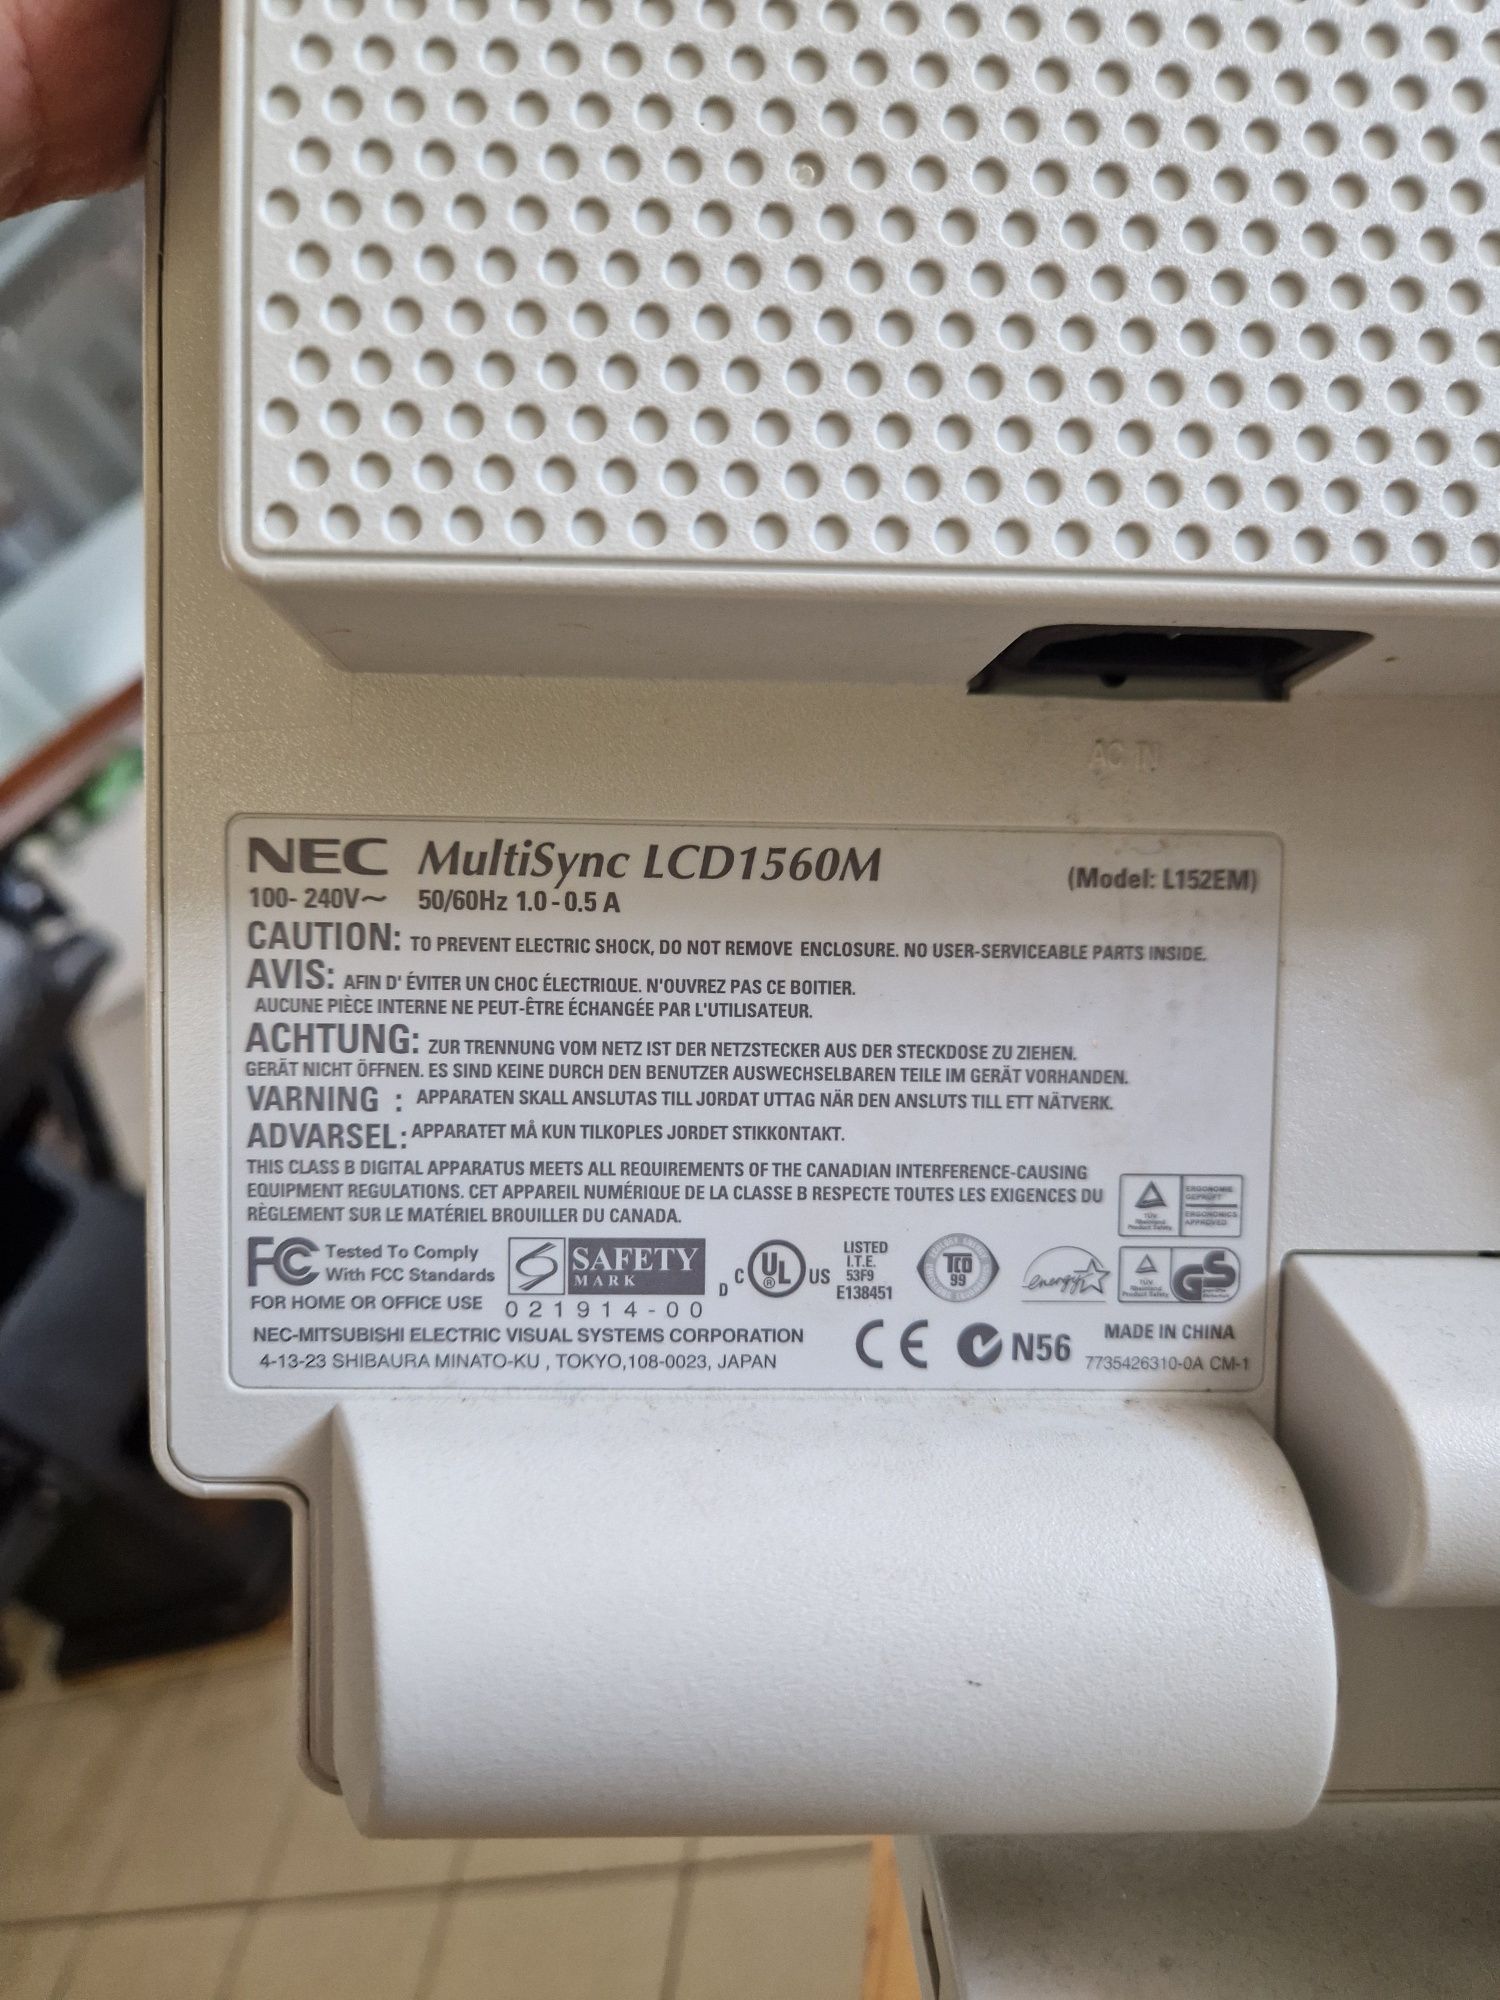 AC IN
NEC MultiSync LCD1560M (Model: L152EM)
100- 240V~ 50/60Hz 1.0 - 0.5 A
CAUTION: TO PREVENT ELECTRIC SHOCK, DO NOT REMOVE ENCLOSURE. NO USER-SERVICEABLE PARTS INSIDE.
AVIS: AFIN D' ÉVITER UN CHOC ÉLECTRIQUE. N'OUVREZ PAS CE BOITIER.
AUCUNE PIÈCE INTERNE NE PEUT-ÊTRE ÉCHANGÉE PAR L'UTILISATEUR.
ACHTUNG: ZUR TRENNUNG VOM NETZ IST DER NETZSTECKER AUS DER STECKDOSE ZU ZIEHEN.
GERÄT NICHT ÖFFNEN. ES SIND KEINE DURCH DEN BENUTZER AUSWECHSELBAREN TEILE IM GERÄT VORHANDEN.
VARNING : APPARATEN SKALL ANSLUTAS TILL JORDAT UTTAG NÄR DEN ANSLUTS TILL ETT NÄTVERK.
ADVARSEL: APPARATET MÅ KUN TILKOPLES JORDET STIKKONTAKT.
THIS CLASS B DIGITAL APPARATUS MEETS ALL REQUIREMENTS OF THE CANADIAN INTERFERENCE-CAUSING
EQUIPMENT REGULATIONS. CET APPAREIL NUMÉRIQUE DE LA CLASSE B RESPECTE TOUTES LES EXIGENCES DU
RÈGLEMENT SUR LE MATÉRIEL BROUILLER DU CANADA.
TÜV Rheinland Product Safety
ERGONOMIE GEPRÜFT
ERGONOMICS APPROVED
FC Tested To Comply
With FCC Standards
FOR HOME OR OFFICE USE
S SAFETY
MARK
021914-00
D C UL ® US
LISTED
I.T.E.
53F9
E138451
TCO
99
energy
TÜV Rheinland Product Safety
GS
NEC-MITSUBISHI ELECTRIC VISUAL SYSTEMS CORPORATION
4-13-23 SHIBAURA MINATO-KU , TOKYO,108-0023, JAPAN
CE N56
MADE IN CHINA
7735426310-0A CM-1